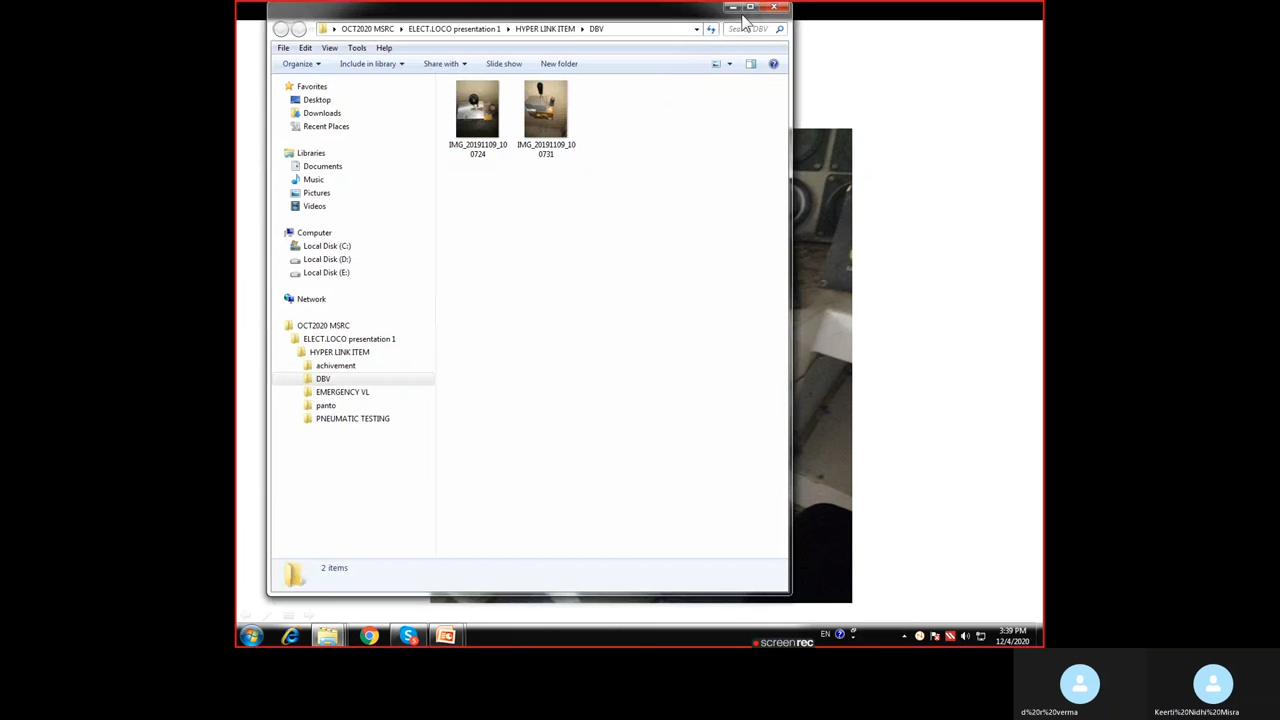 OCT2020 MSRC ELECT.LOCO presentation 1 HYPER LINK ITEM DBV Search DBV
File Edit View Tools Help
Organize Include in library Share with Slide show New folder
Favorites
Desktop
Downloads
Recent Places
Libraries
Documents
Music
Pictures
Videos
Computer
Local Disk (C:)
Local Disk (D:)
Local Disk (E:)
Network
OCT2020 MSRC
ELECT.LOCO presentation 1
HYPER LINK ITEM
achivement
DBV
EMERGENCY VL
panto
PNEUMATIC TESTING
IMG_20191109_10
0724
IMG_20191109_10
0731
2 items
EN
3:39 PM
12/4/2020
screenrec
d%20r%20verma
Keerti%20Nidhi%20Misra